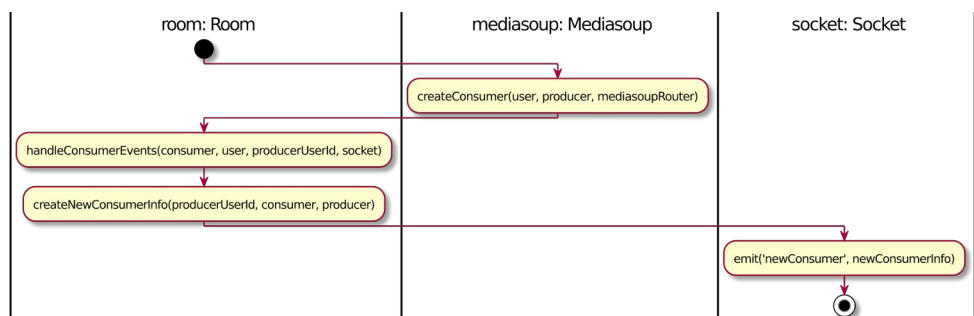 room: Room
mediasoup: Mediasoup
socket: Socket
createConsumer(user, producer, mediasoupRouter)
handleConsumerEvents(consumer, user, producerUserId, socket)
createNewConsumerInfo(producerUserId, consumer, producer)
emit('newConsumer', newConsumerInfo)